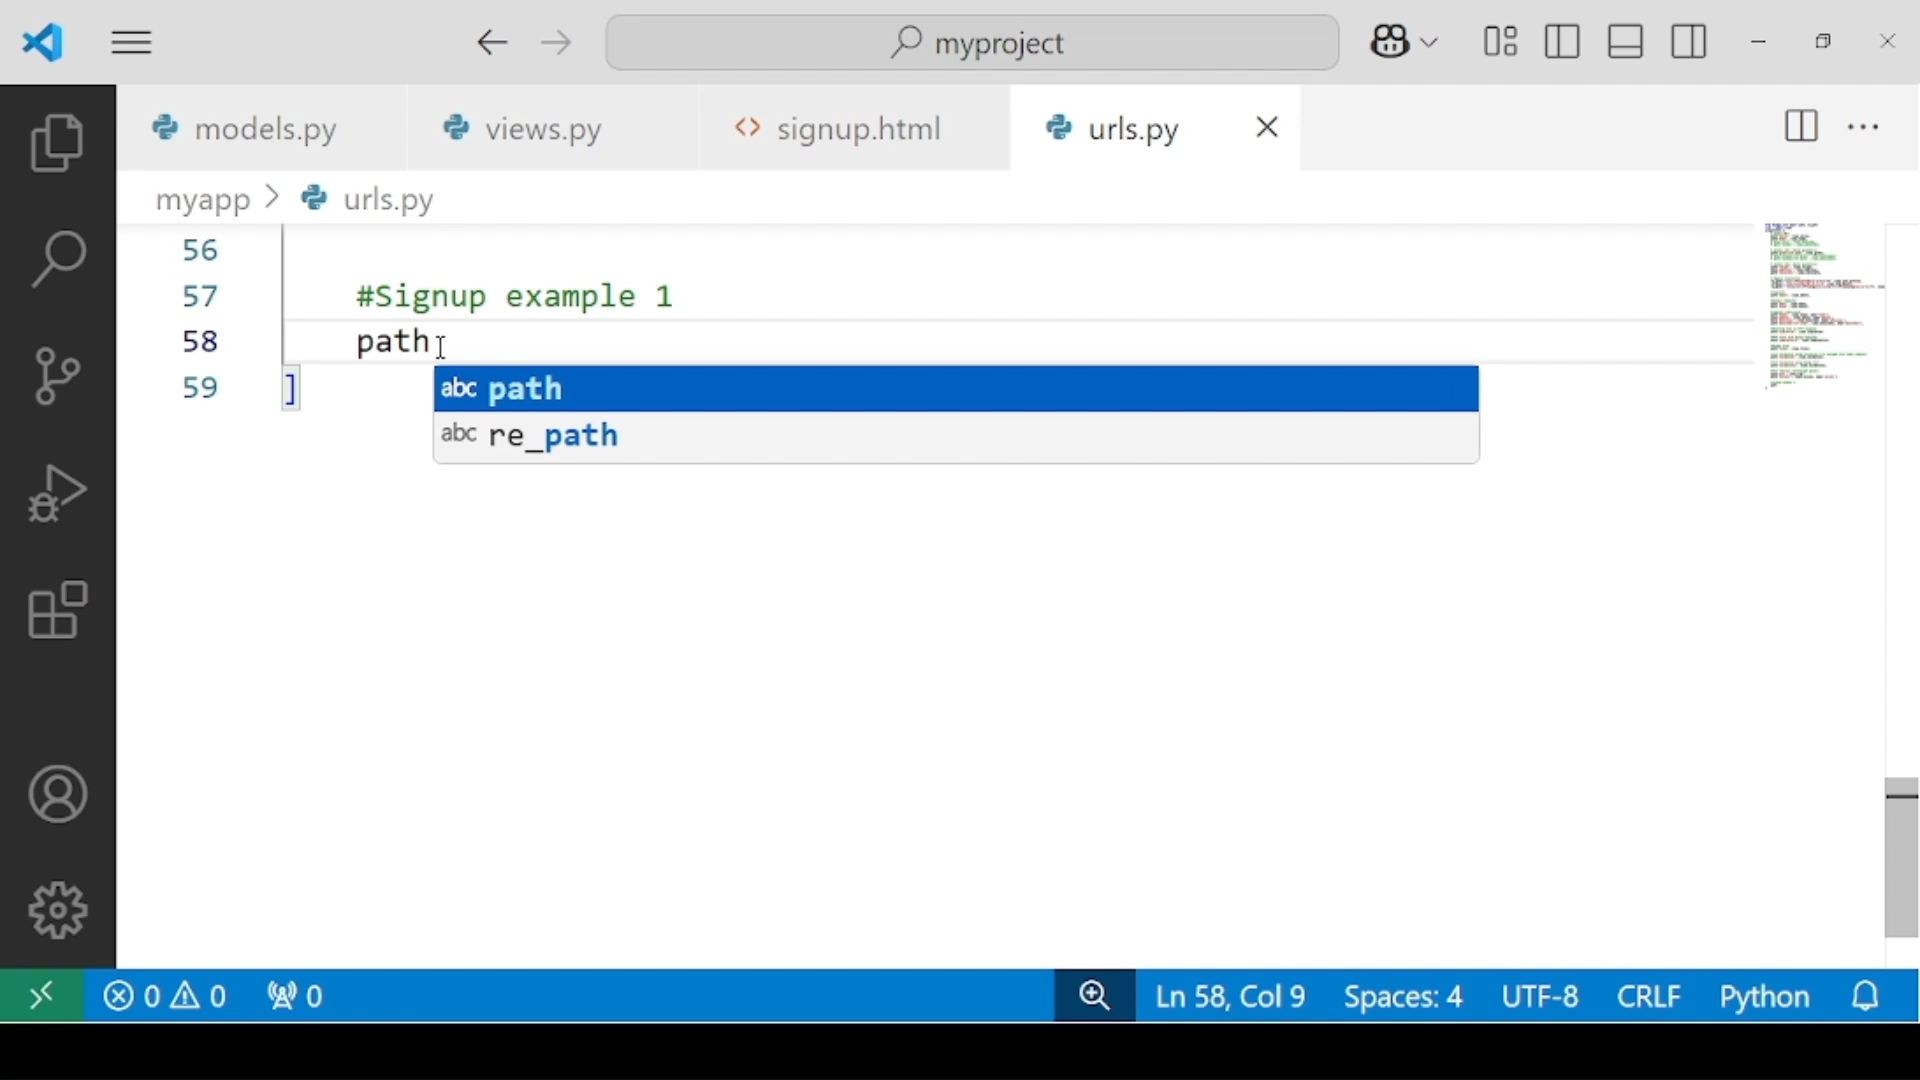 myproject
models.py
views.py
signup.html
urls.py
myapp > urls.py
56
57 #Signup example 1
58 path
59 ]
abc path
abc re_path
0 0 0
Ln 58, Col 9
Spaces: 4
UTF-8
CRLF
Python